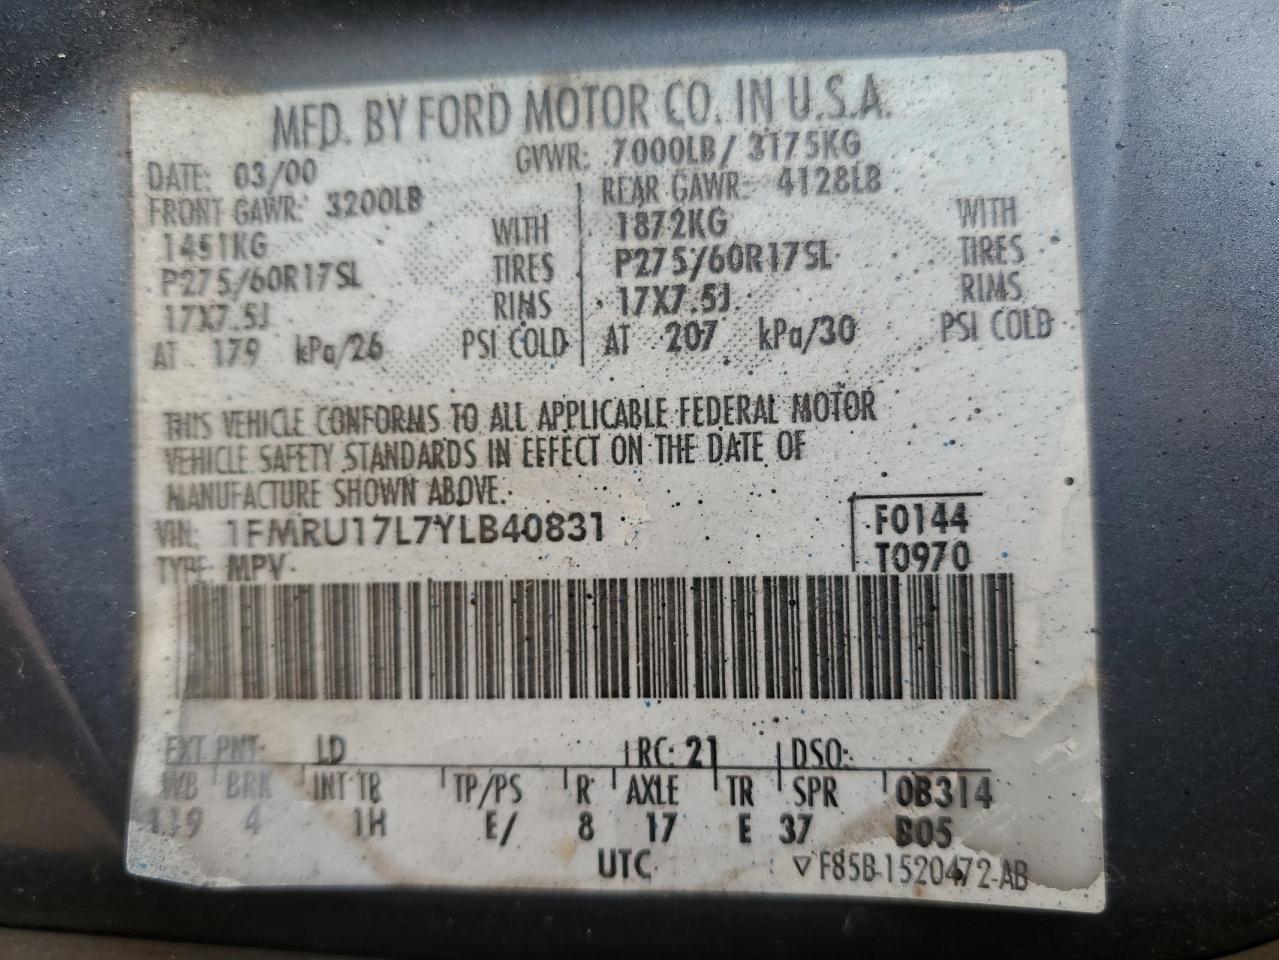 MFD. BY FORD MOTOR CO. IN U.S.A.
DATE: 03/00 GVWR: 7000LB / 3175KG
FRONT GAWR: 3200LB REAR GAWR: 4128LB
1451KG WITH 1872KG WITH
P275/60R17SL TIRES P275/60R17SL TIRES
17X7.5J RIMS 17X7.5J RIMS
AT 179 kPa/26 PSI COLD AT 207 kPa/30 PSI COLD
THIS VEHICLE CONFORMS TO ALL APPLICABLE FEDERAL MOTOR
VEHICLE SAFETY STANDARDS IN EFFECT ON THE DATE OF
MANUFACTURE SHOWN ABOVE.
VIN: 1FMRU17L7YLB40831 F0144
TYPE: MPV T0970
EXT PNT: LD RC: 21 DSO:
WB BRK INT TR TP/PS R AXLE TR SPR 0B314
119 4 1H E/ 8 17 E 37 B05
UTC ▽F85B-1520472-AB